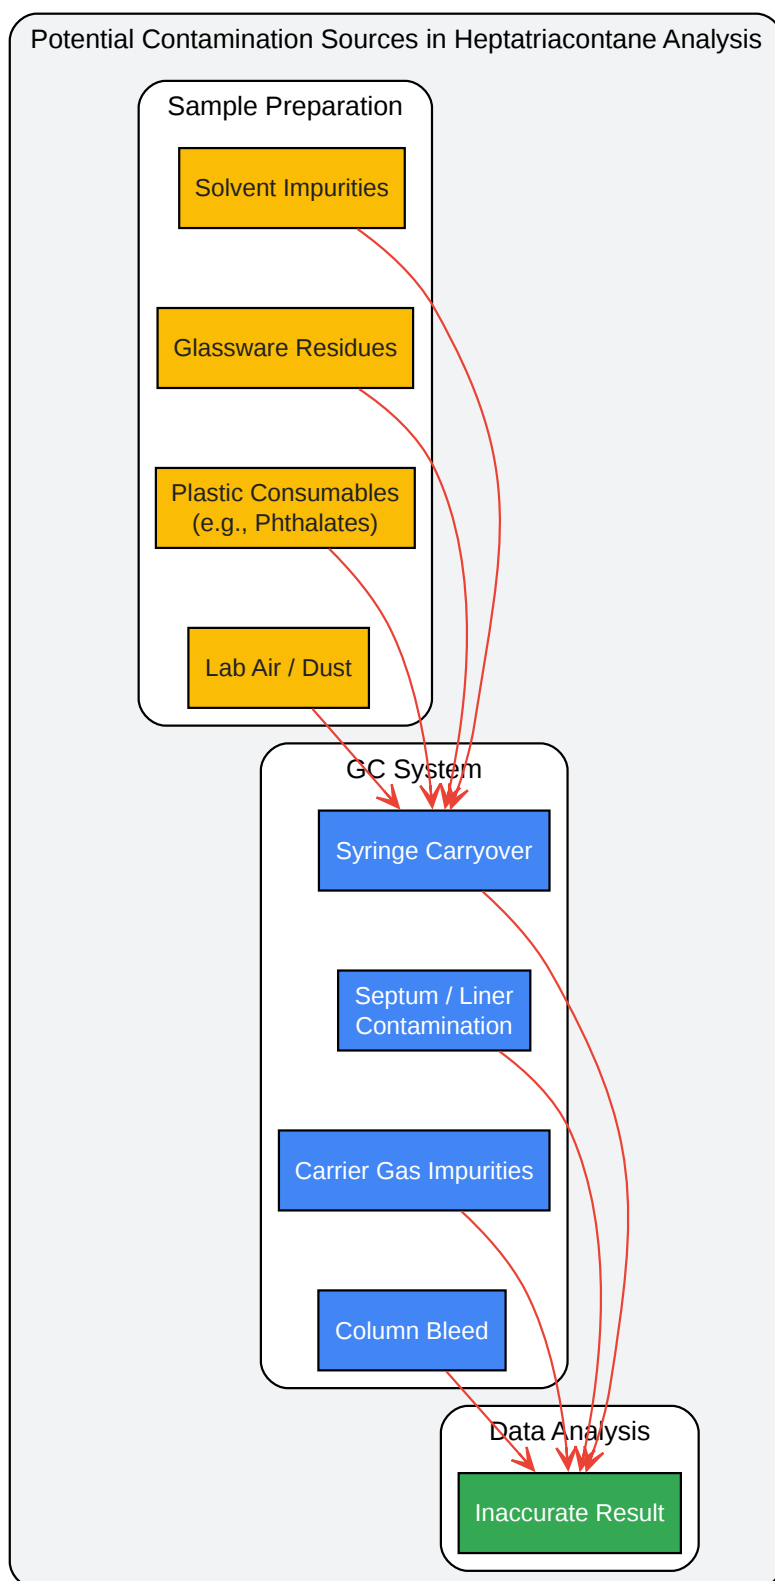 Potential Contamination Sources in Heptatriacontane Analysis
Sample Preparation
Solvent Impurities
Glassware Residues
Plastic Consumables
(e.g., Phthalates)
Lab Air / Dust
GC System
Syringe Carryover
Septum / Liner
Contamination
Carrier Gas Impurities
Column Bleed
Data Analysis
Inaccurate Result